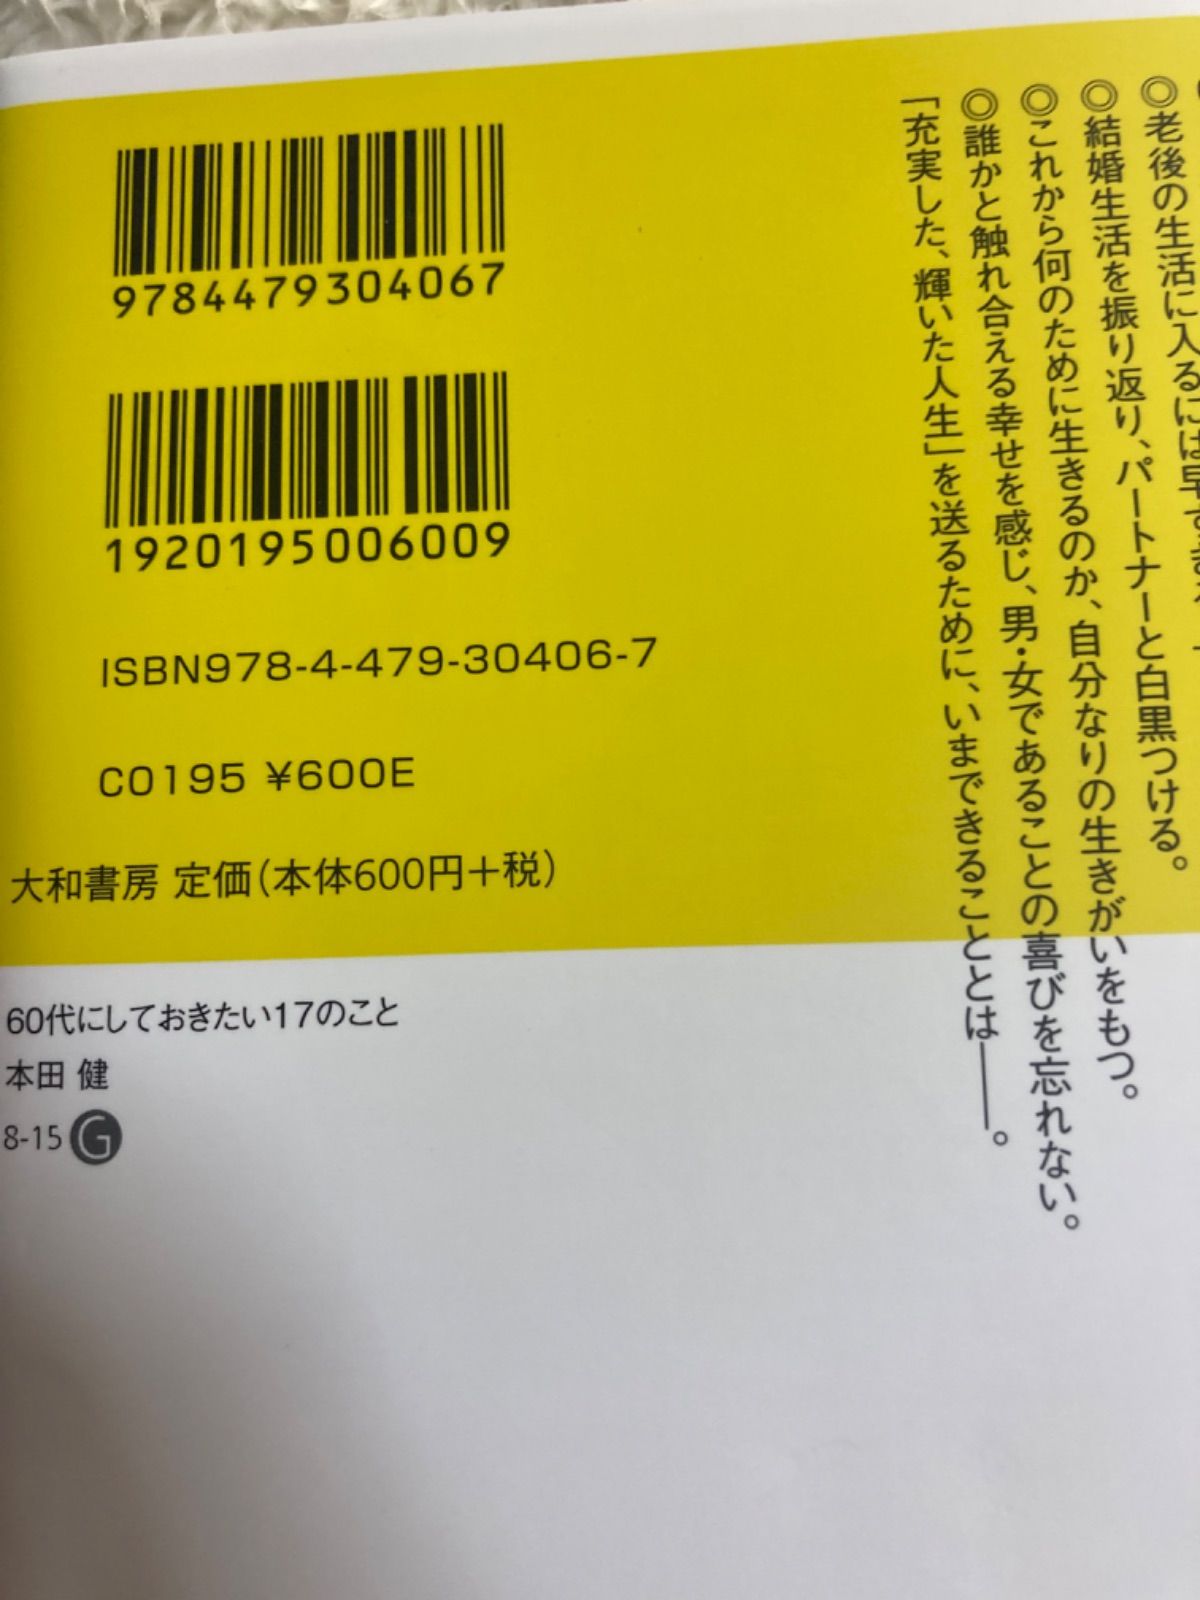 ◎老後の生活に入るには早すぎる
◎結婚生活を振り返り、パートナーと白黒つける。
◎これから何のために生きるのか、自分なりの生きがいをもつ。
◎誰かと触れ合える幸せを感じ、男・女であることの喜びを忘れない。
「充実した、輝いた人生」を送るために、いまできることとは――。
9784479304067
1920195006009
ISBN978-4-479-30406-7
C0195 ¥600E
大和書房 定価(本体600円+税)
60代にしておきたい17のこと
本田 健
8-15 G